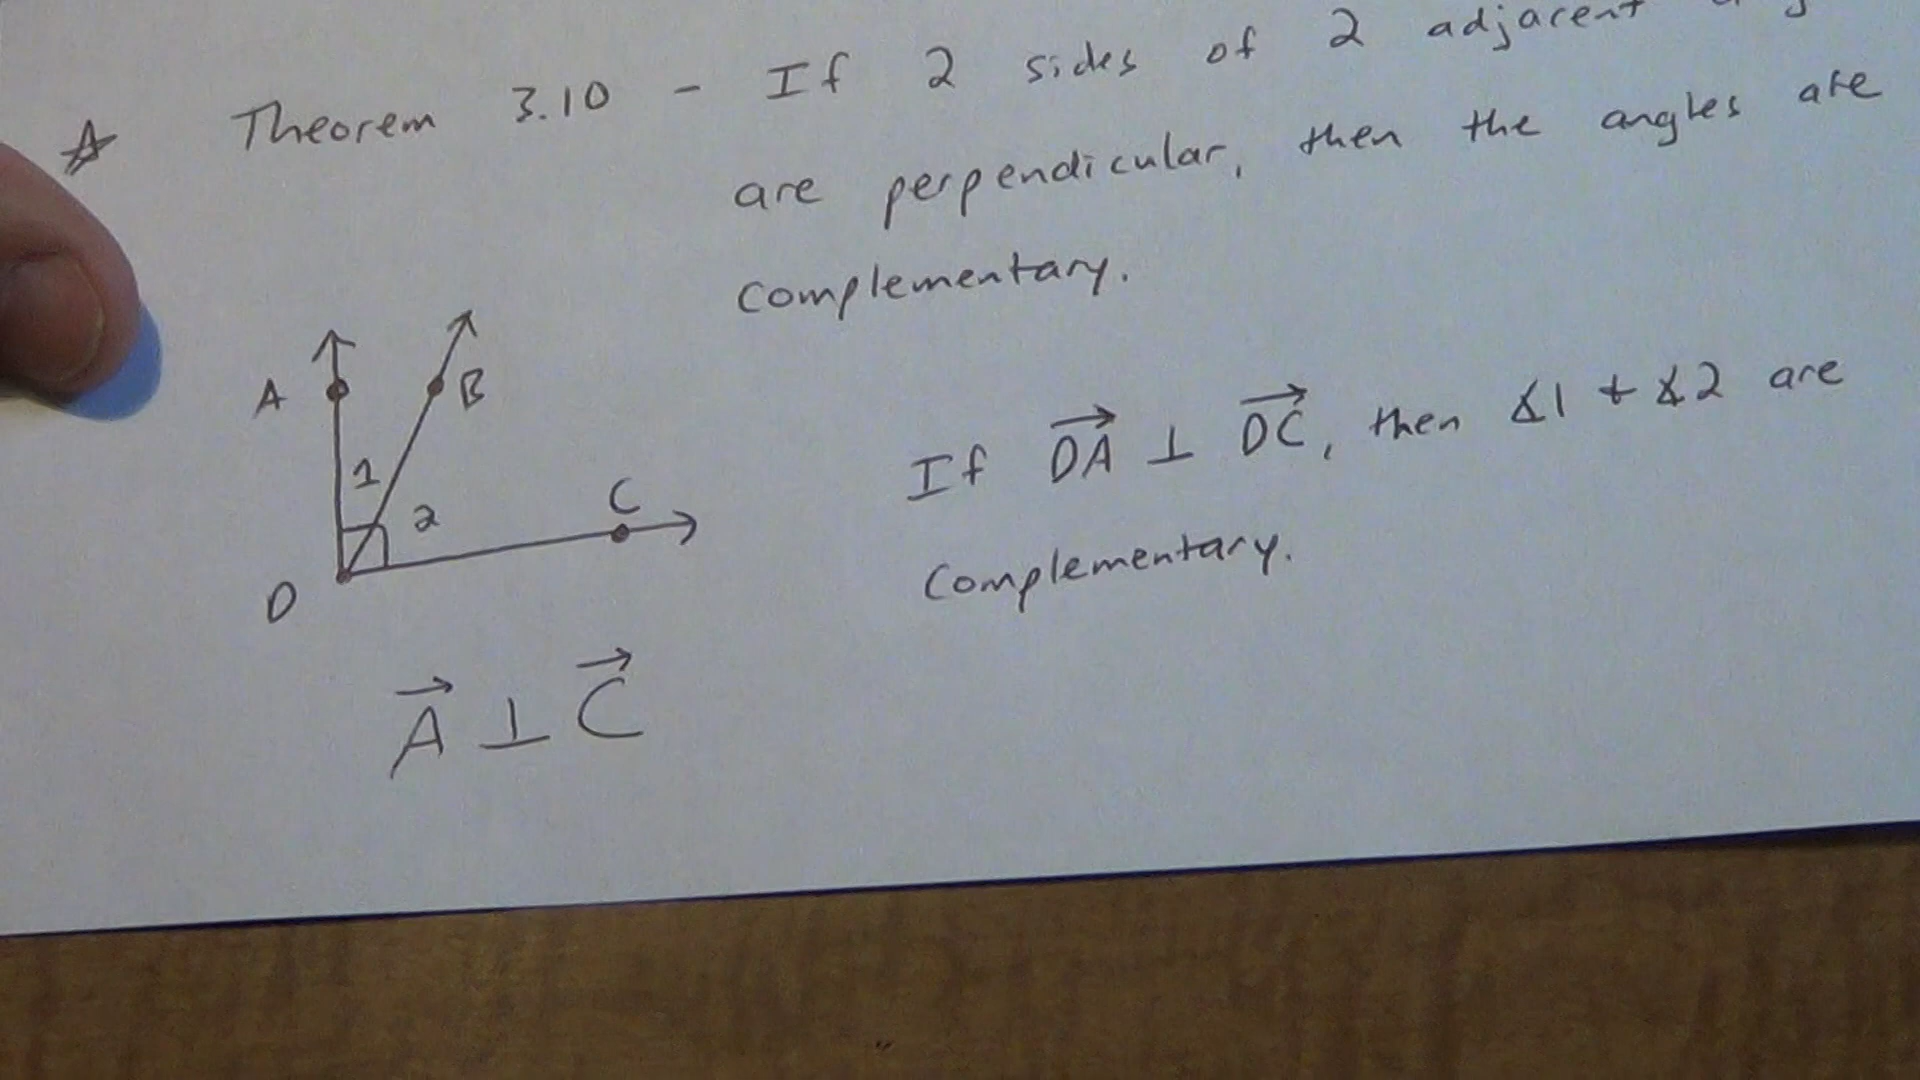 ☆ Theorem 3.10 - If 2 sides of 2 adjacent
are perpendicular, then the angles are
complementary.
A B
1
2
C
D
If DA⃗ ⊥ DC⃗, then ∡1 + ∡2 are
complementary.
A⃗ ⊥ C⃗